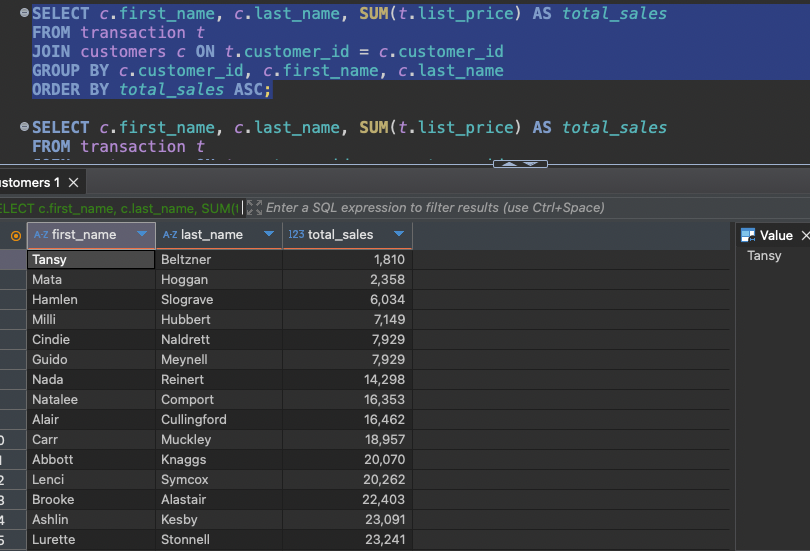 SELECT c.first_name, c.last_name, SUM(t.list_price) AS total_sales
FROM transaction t
JOIN customers c ON t.customer_id = c.customer_id
GROUP BY c.customer_id, c.first_name, c.last_name
ORDER BY total_sales ASC;
SELECT c.first_name, c.last_name, SUM(t.list_price) AS total_sales
FROM transaction t
stomers 1
ELECT c.first_name, c.last_name, SUM(t Enter a SQL expression to filter results (use Ctrl+Space)
A-Z first_name A-Z last_name 123 total_sales Value
Tansy Beltzner 1,810 Tansy
Mata Hoggan 2,358
Hamlen Slograve 6,034
Milli Hubbert 7,149
Cindie Naldrett 7,929
Guido Meynell 7,929
Nada Reinert 14,298
Natalee Comport 16,353
Alair Cullingford 16,462
0 Carr Muckley 18,957
1 Abbott Knaggs 20,070
2 Lenci Symcox 20,262
3 Brooke Alastair 22,403
4 Ashlin Kesby 23,091
5 Lurette Stonnell 23,241